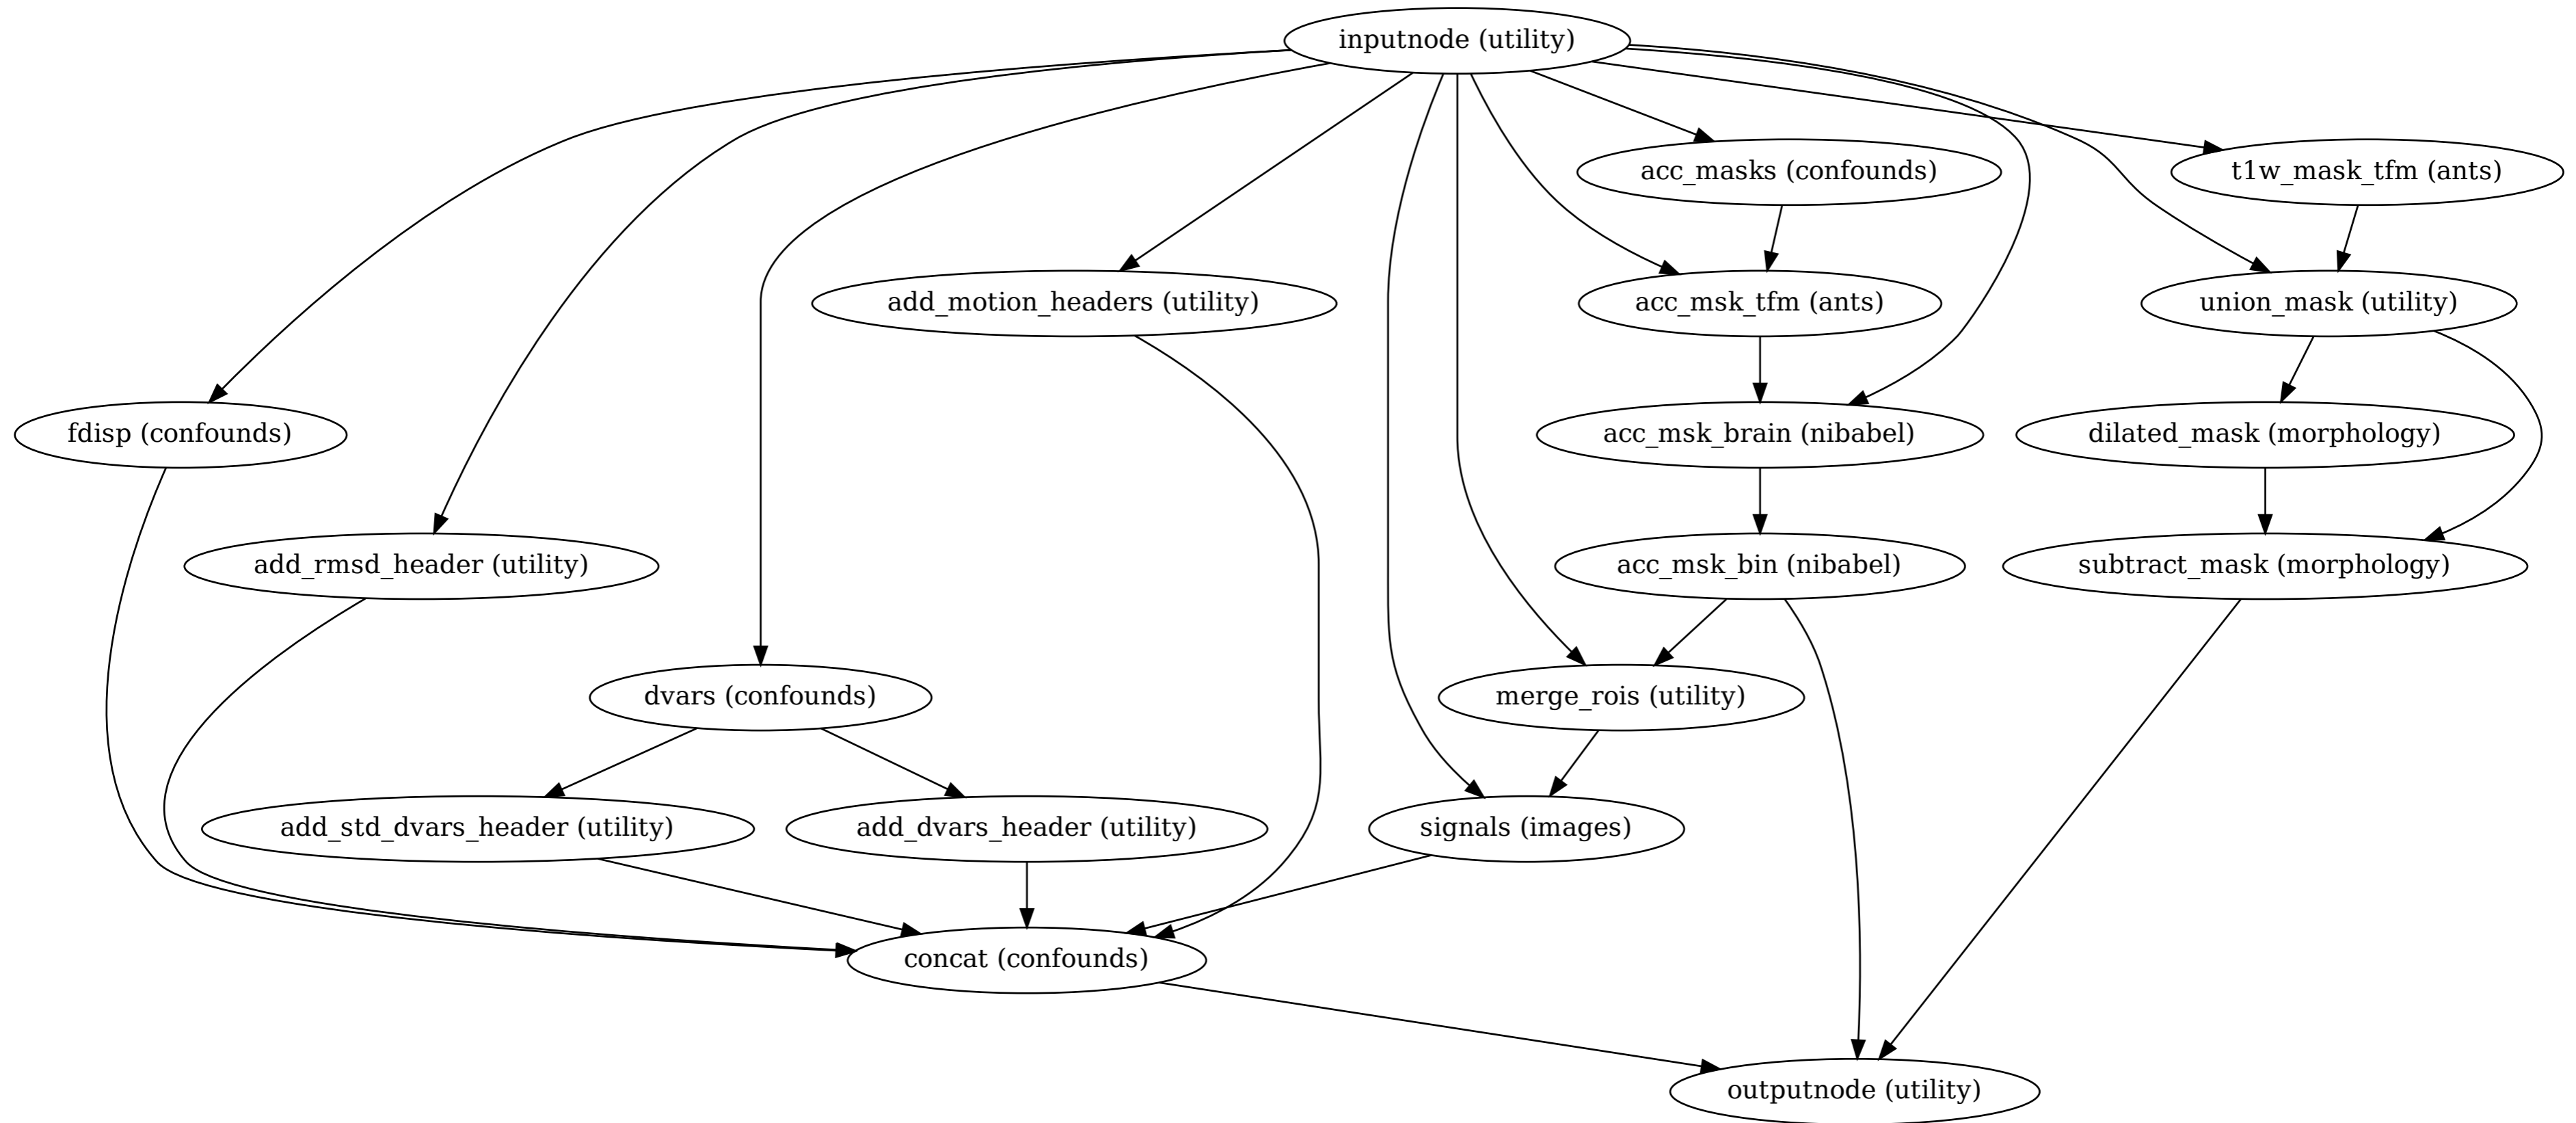 inputnode (utility)
acc_masks (confounds)
t1w_mask_tfm (ants)
add_motion_headers (utility)
acc_msk_tfm (ants)
union_mask (utility)
fdisp (confounds)
acc_msk_brain (nibabel)
dilated_mask (morphology)
add_rmsd_header (utility)
acc_msk_bin (nibabel)
subtract_mask (morphology)
dvars (confounds)
merge_rois (utility)
add_std_dvars_header (utility)
add_dvars_header (utility)
signals (images)
concat (confounds)
outputnode (utility)